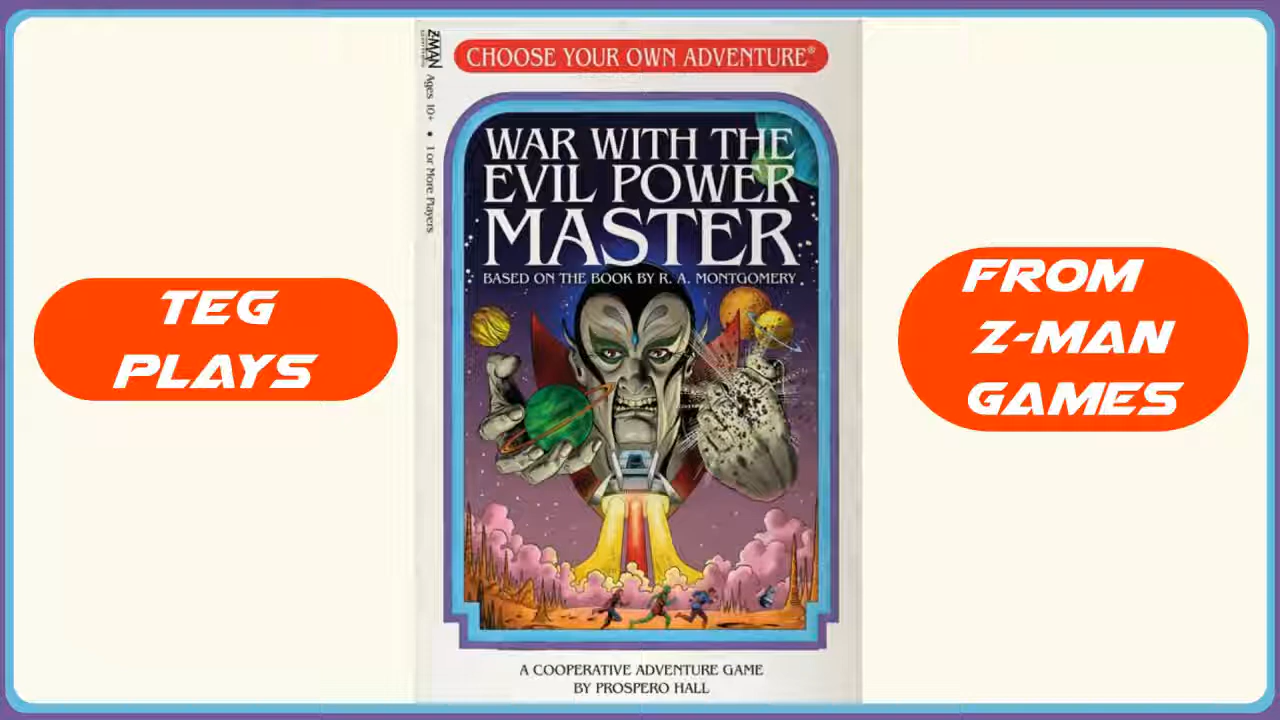 TEG
PLAYS
Z-MAN
Ages 10+ • 1 or More Players
CHOOSE YOUR OWN ADVENTURE®
WAR WITH THE
EVIL POWER
MASTER
BASED ON THE BOOK BY R. A. MONTGOMERY
A COOPERATIVE ADVENTURE GAME
BY PROSPERO HALL
FROM
Z-MAN
GAMES